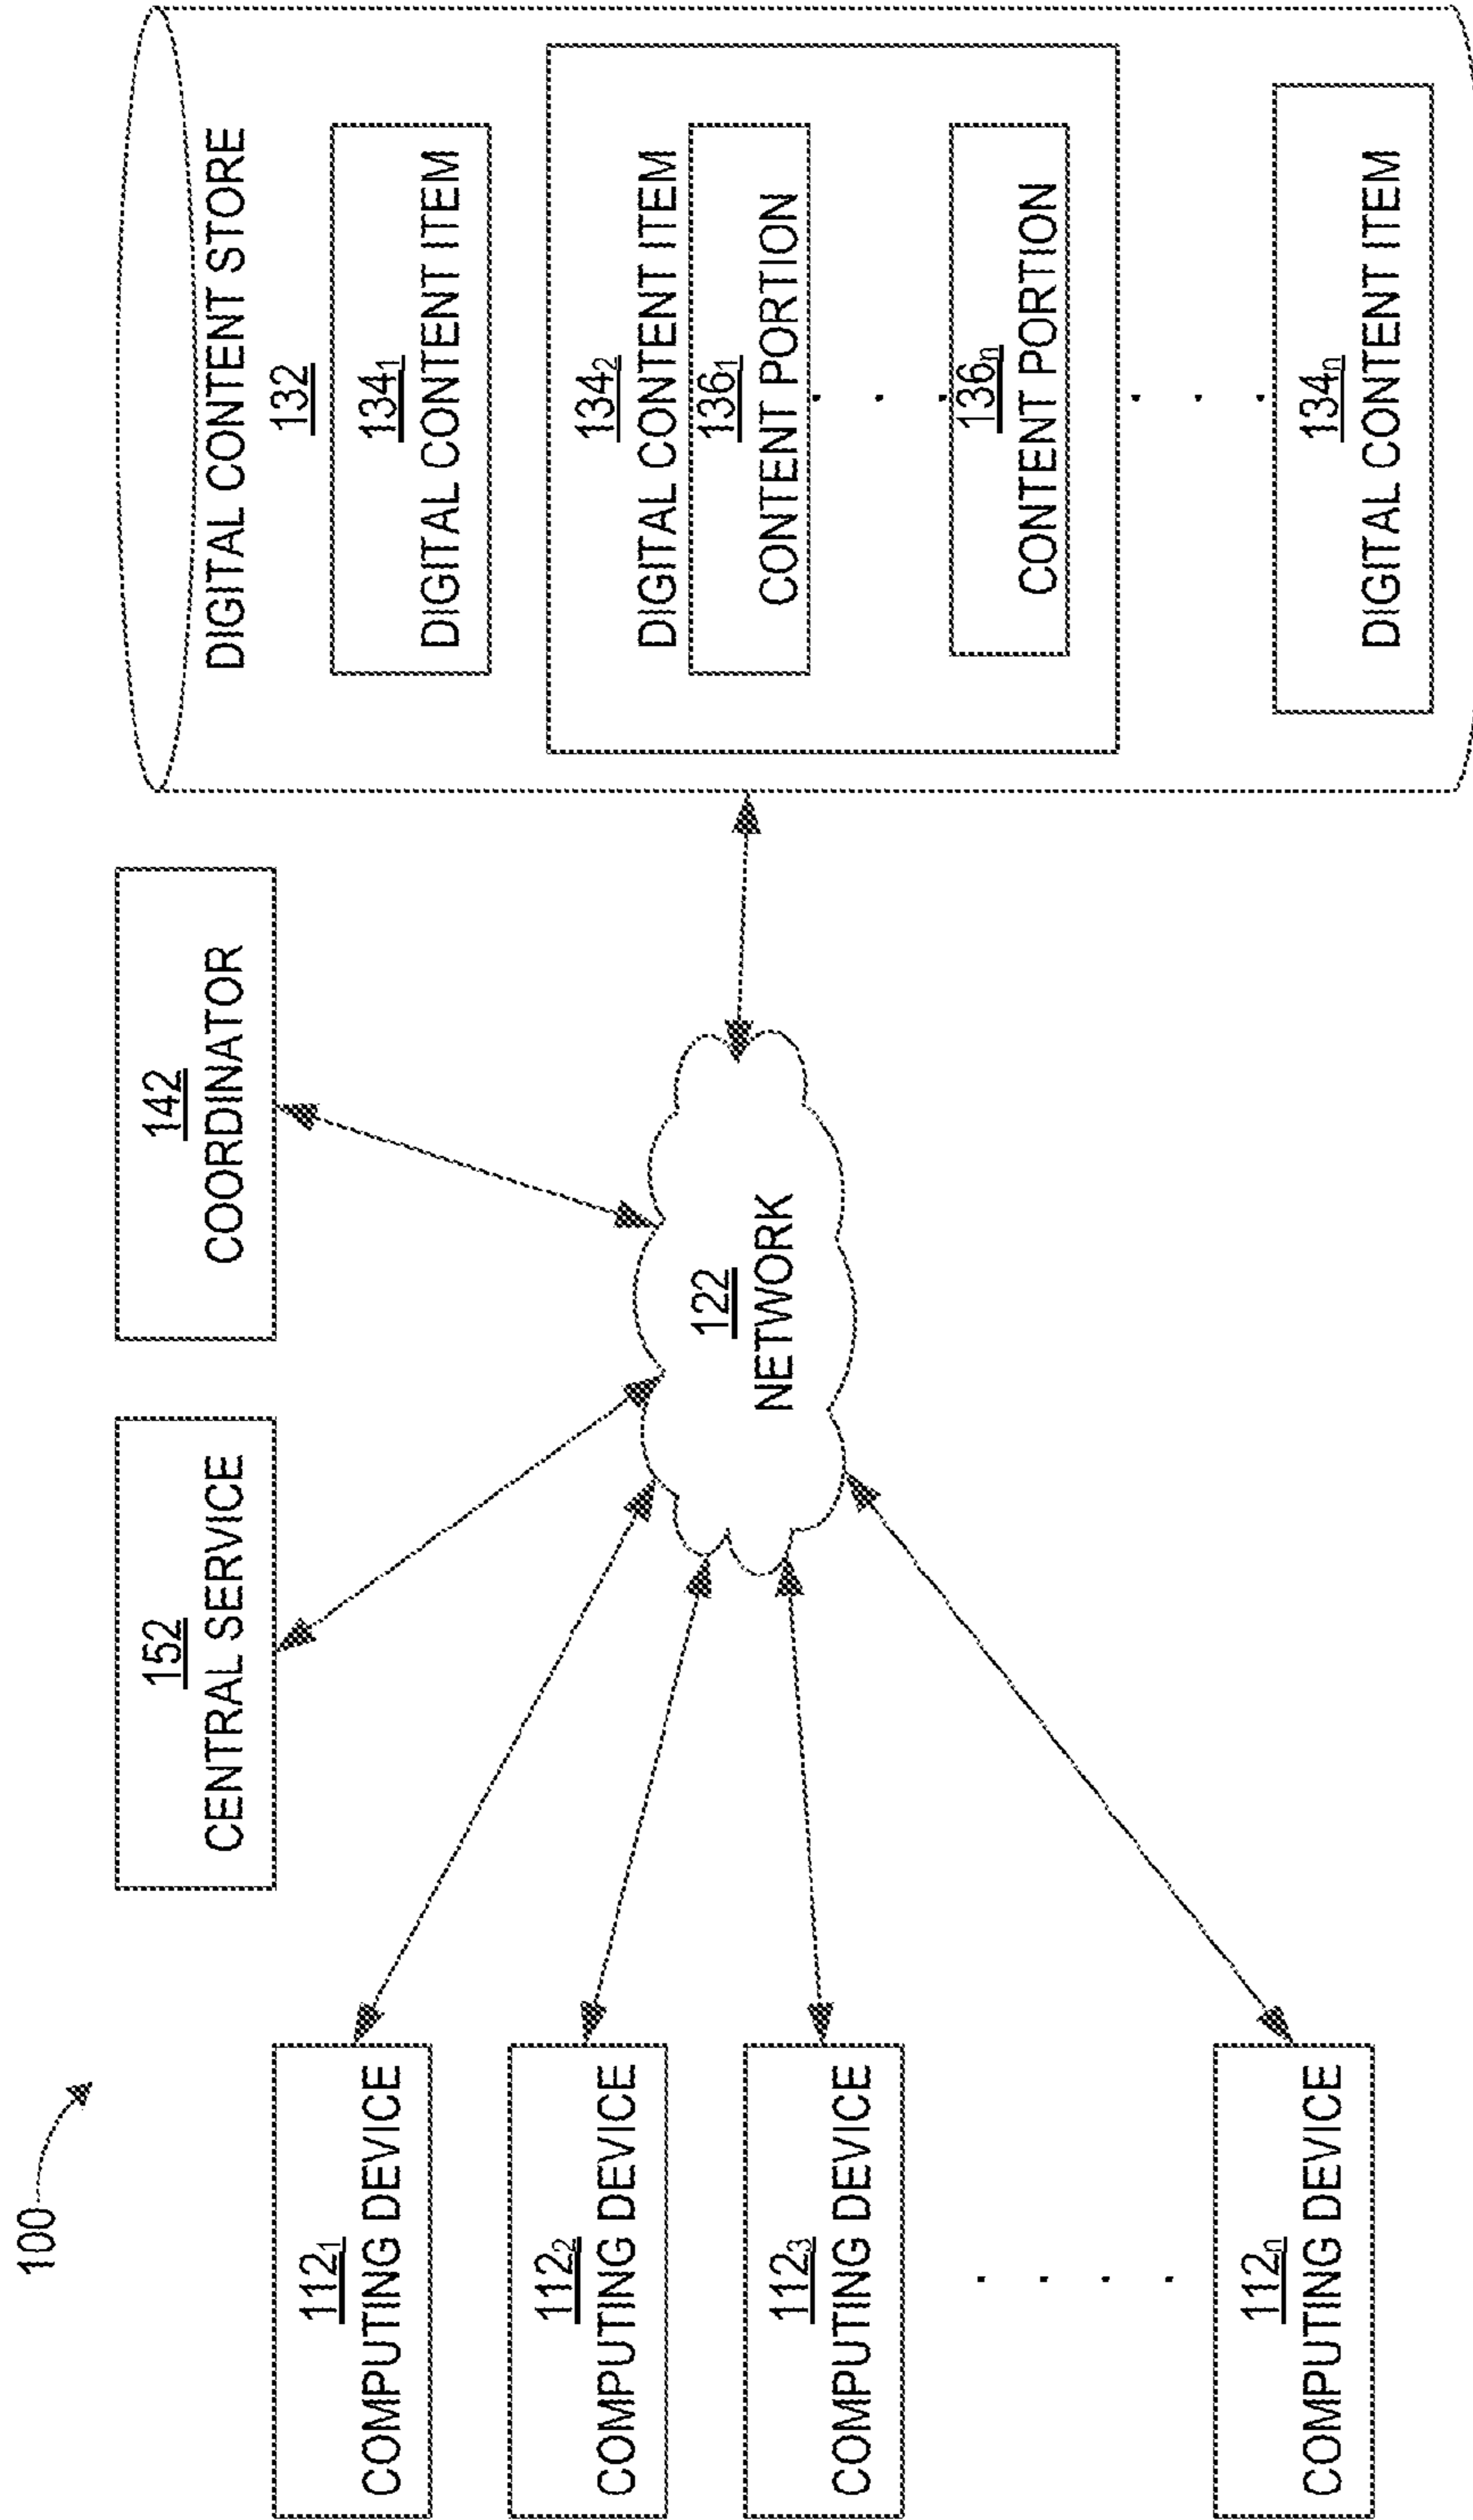 100
112₁
COMPUTING DEVICE
112₂
COMPUTING DEVICE
112₃
COMPUTING DEVICE
. . . .
112ₙ
COMPUTING DEVICE
152
CENTRAL SERVICE
142
COORDINATOR
122
NETWORK
DIGITAL CONTENT STORE
132
134₁
DIGITAL CONTENT ITEM
134₂
DIGITAL CONTENT ITEM
136₁
CONTENT PORTION
. . .
136ₙ
CONTENT PORTION
. . .
134ₙ
DIGITAL CONTENT ITEM